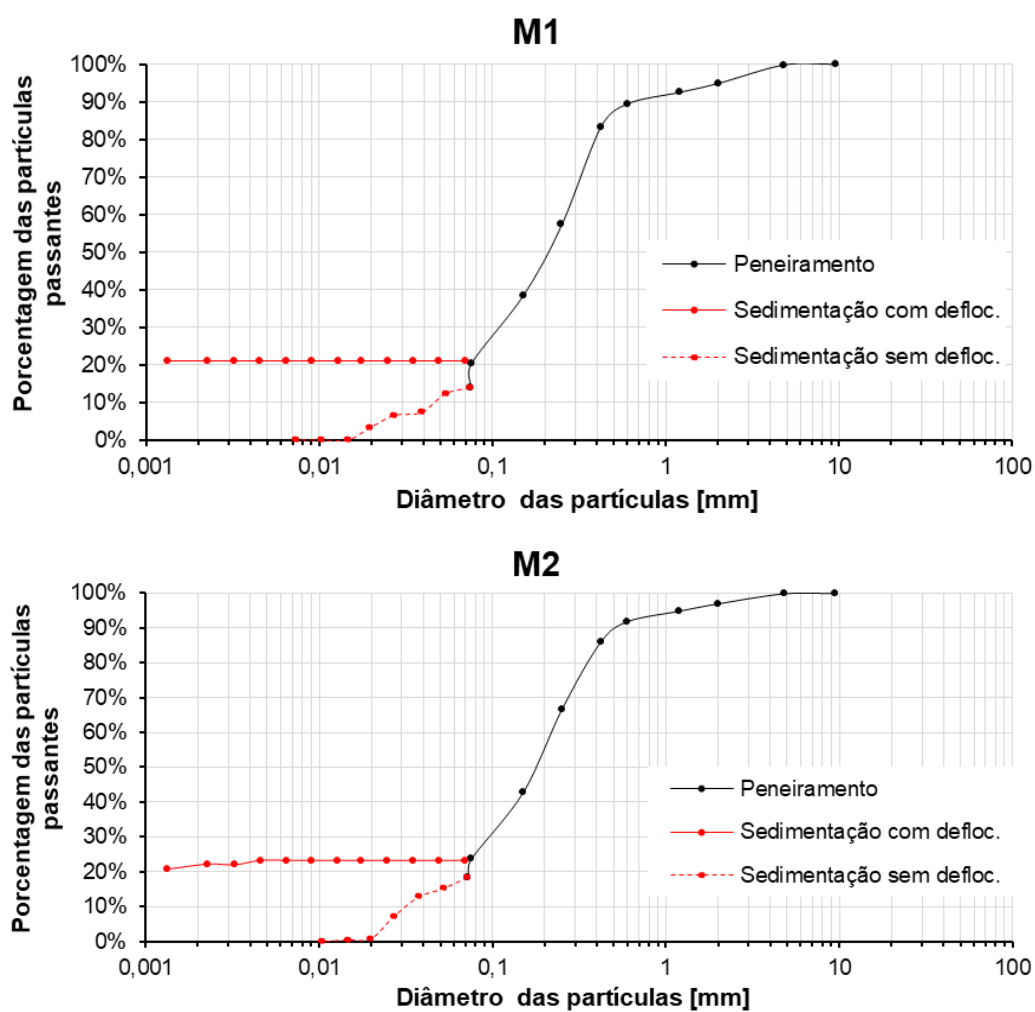 M1
100%
90%
80%
70%
60%
50%
40%
30%
20%
10%
0%
Porcentagem das partículas
passantes
Peneiramento
Sedimentação com defloc.
Sedimentação sem defloc.
0,001
0,01
0,1
1
10
100
Diâmetro das partículas [mm]
M2
100%
90%
80%
70%
60%
50%
40%
30%
20%
10%
0%
Porcentagem das partículas
passantes
Peneiramento
Sedimentação com defloc.
Sedimentação sem defloc.
0,001
0,01
0,1
1
10
100
Diâmetro das partículas [mm]